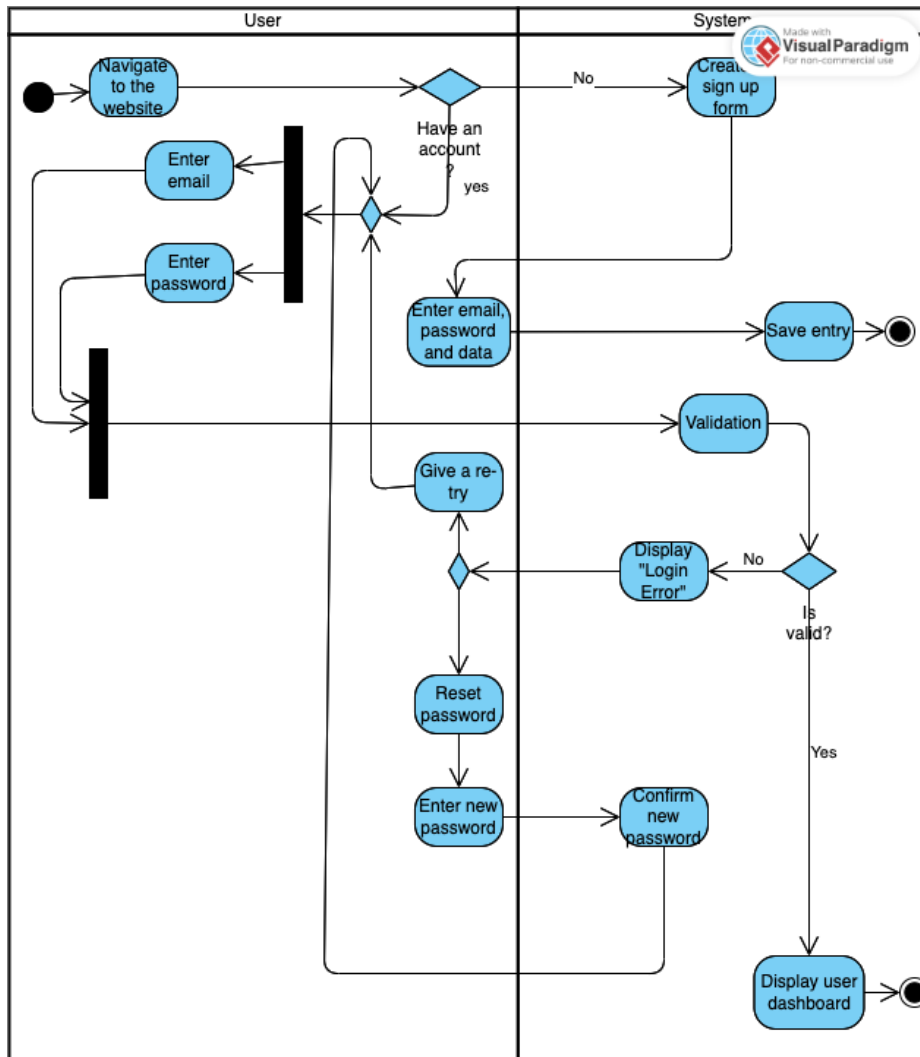 User
System
Made with
VisualParadigm
For non-commercial use
Navigate
to the
website
No
Create
sign up
form
Have an
account
?
yes
Enter
email
Enter
password
Enter email,
password
and data
Save entry
Validation
Give a re-
try
Display
"Login
Error"
No
Is
valid?
Reset
password
Yes
Enter new
password
Confirm
new
password
Display user
dashboard